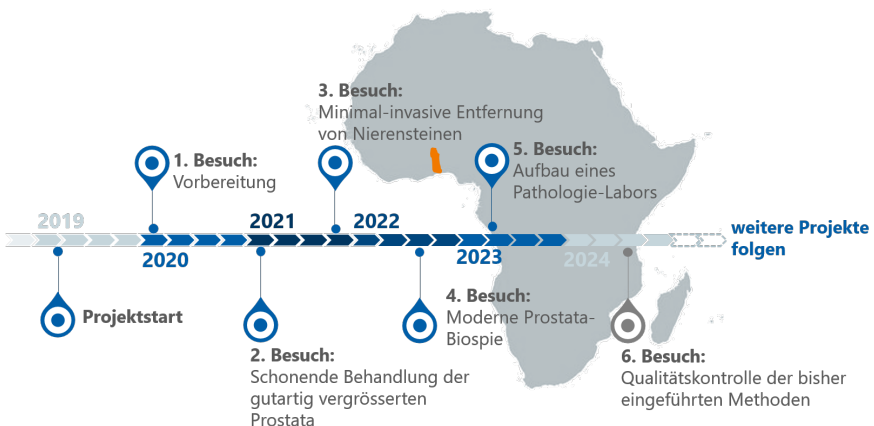 3. Besuch:
Minimal-invasive Entfernung
von Nierensteinen
1. Besuch:
Vorbereitung
5. Besuch:
Aufbau eines
Pathologie-Labors
2019
2021
2022
weitere Projekte
folgen
2020
2023
2024
Projektstart
4. Besuch:
Moderne Prostata-
Biospie
2. Besuch:
Schonende Behandlung der
gutartig vergrösserten
Prostata
6. Besuch:
Qualitätskontrolle der bisher
eingeführten Methoden